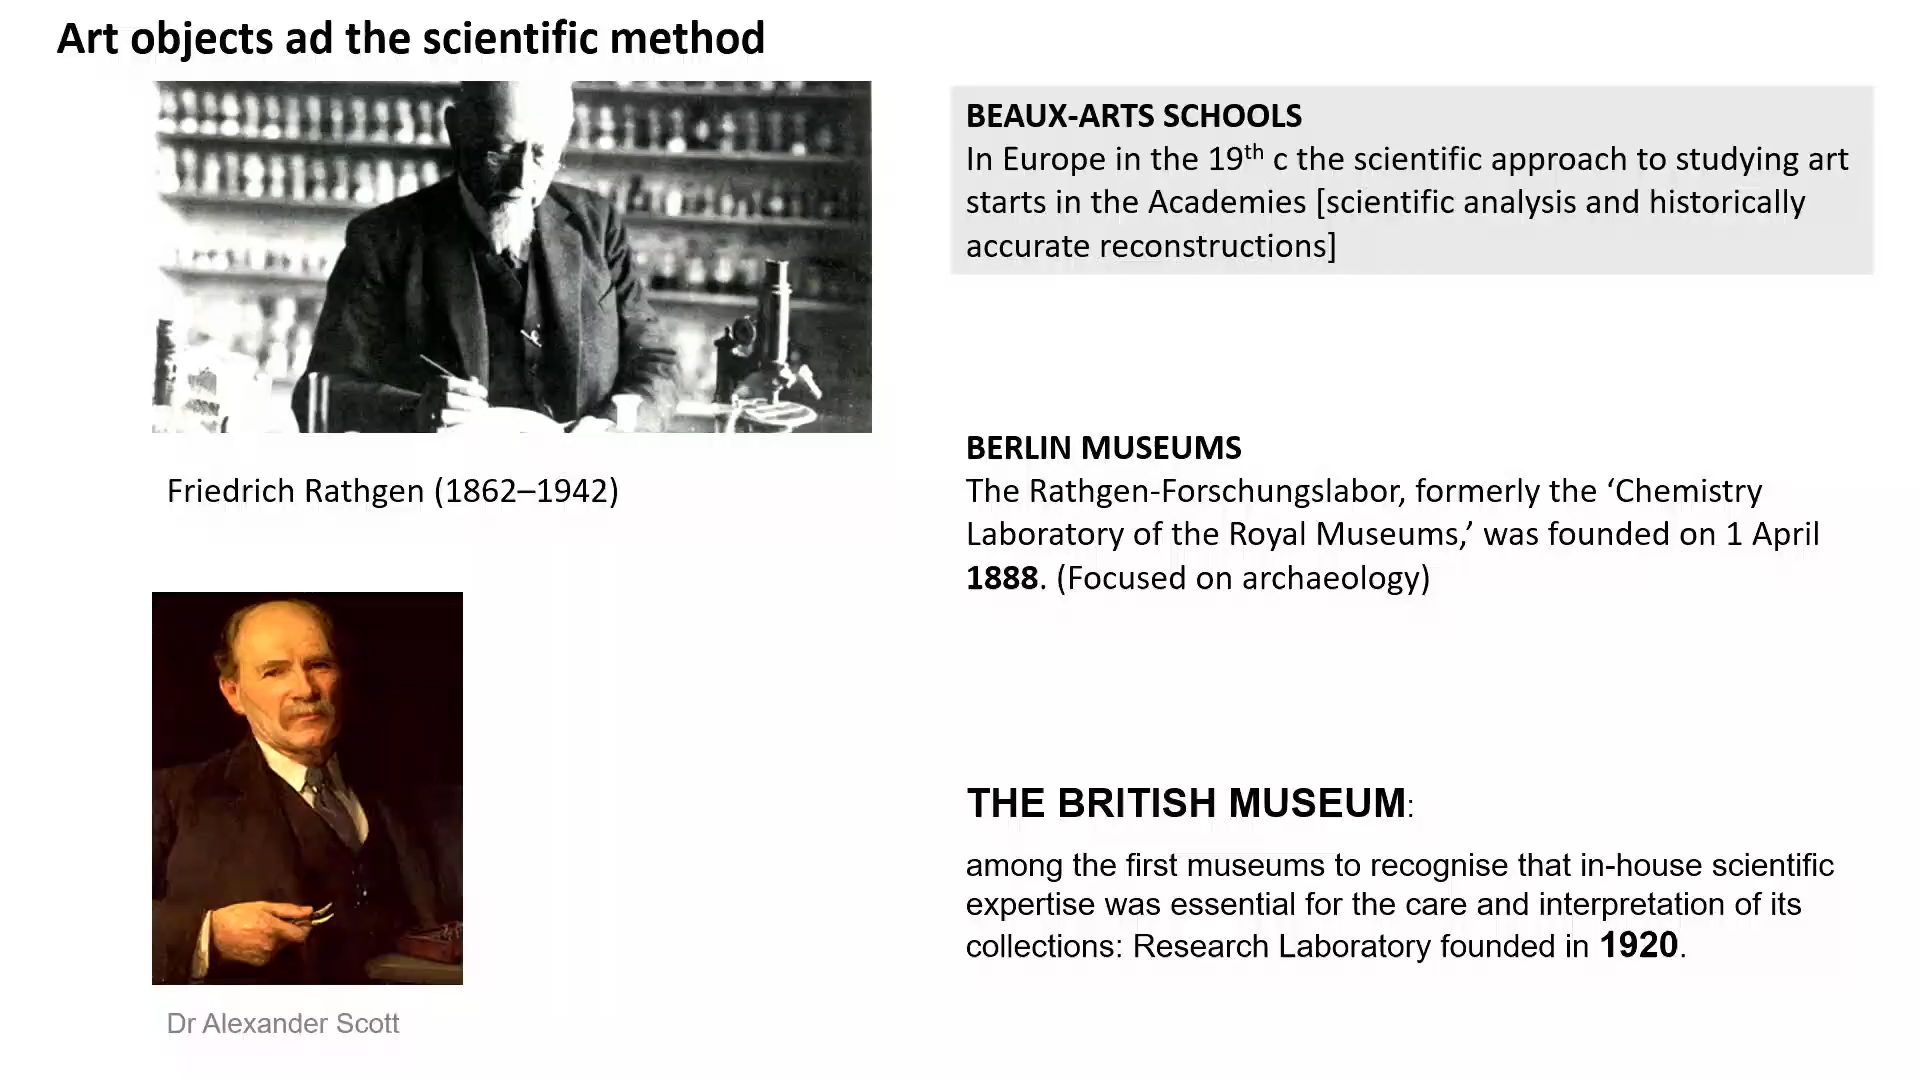 Art objects ad the scientific method
BEAUX-ARTS SCHOOLS
In Europe in the 19th c the scientific approach to studying art
starts in the Academies [scientific analysis and historically
accurate reconstructions]
Friedrich Rathgen (1862–1942)
BERLIN MUSEUMS
The Rathgen-Forschungslabor, formerly the ‘Chemistry
Laboratory of the Royal Museums,’ was founded on 1 April
1888. (Focused on archaeology)
THE BRITISH MUSEUM:
among the first museums to recognise that in-house scientific
expertise was essential for the care and interpretation of its
collections: Research Laboratory founded in 1920.
Dr Alexander Scott